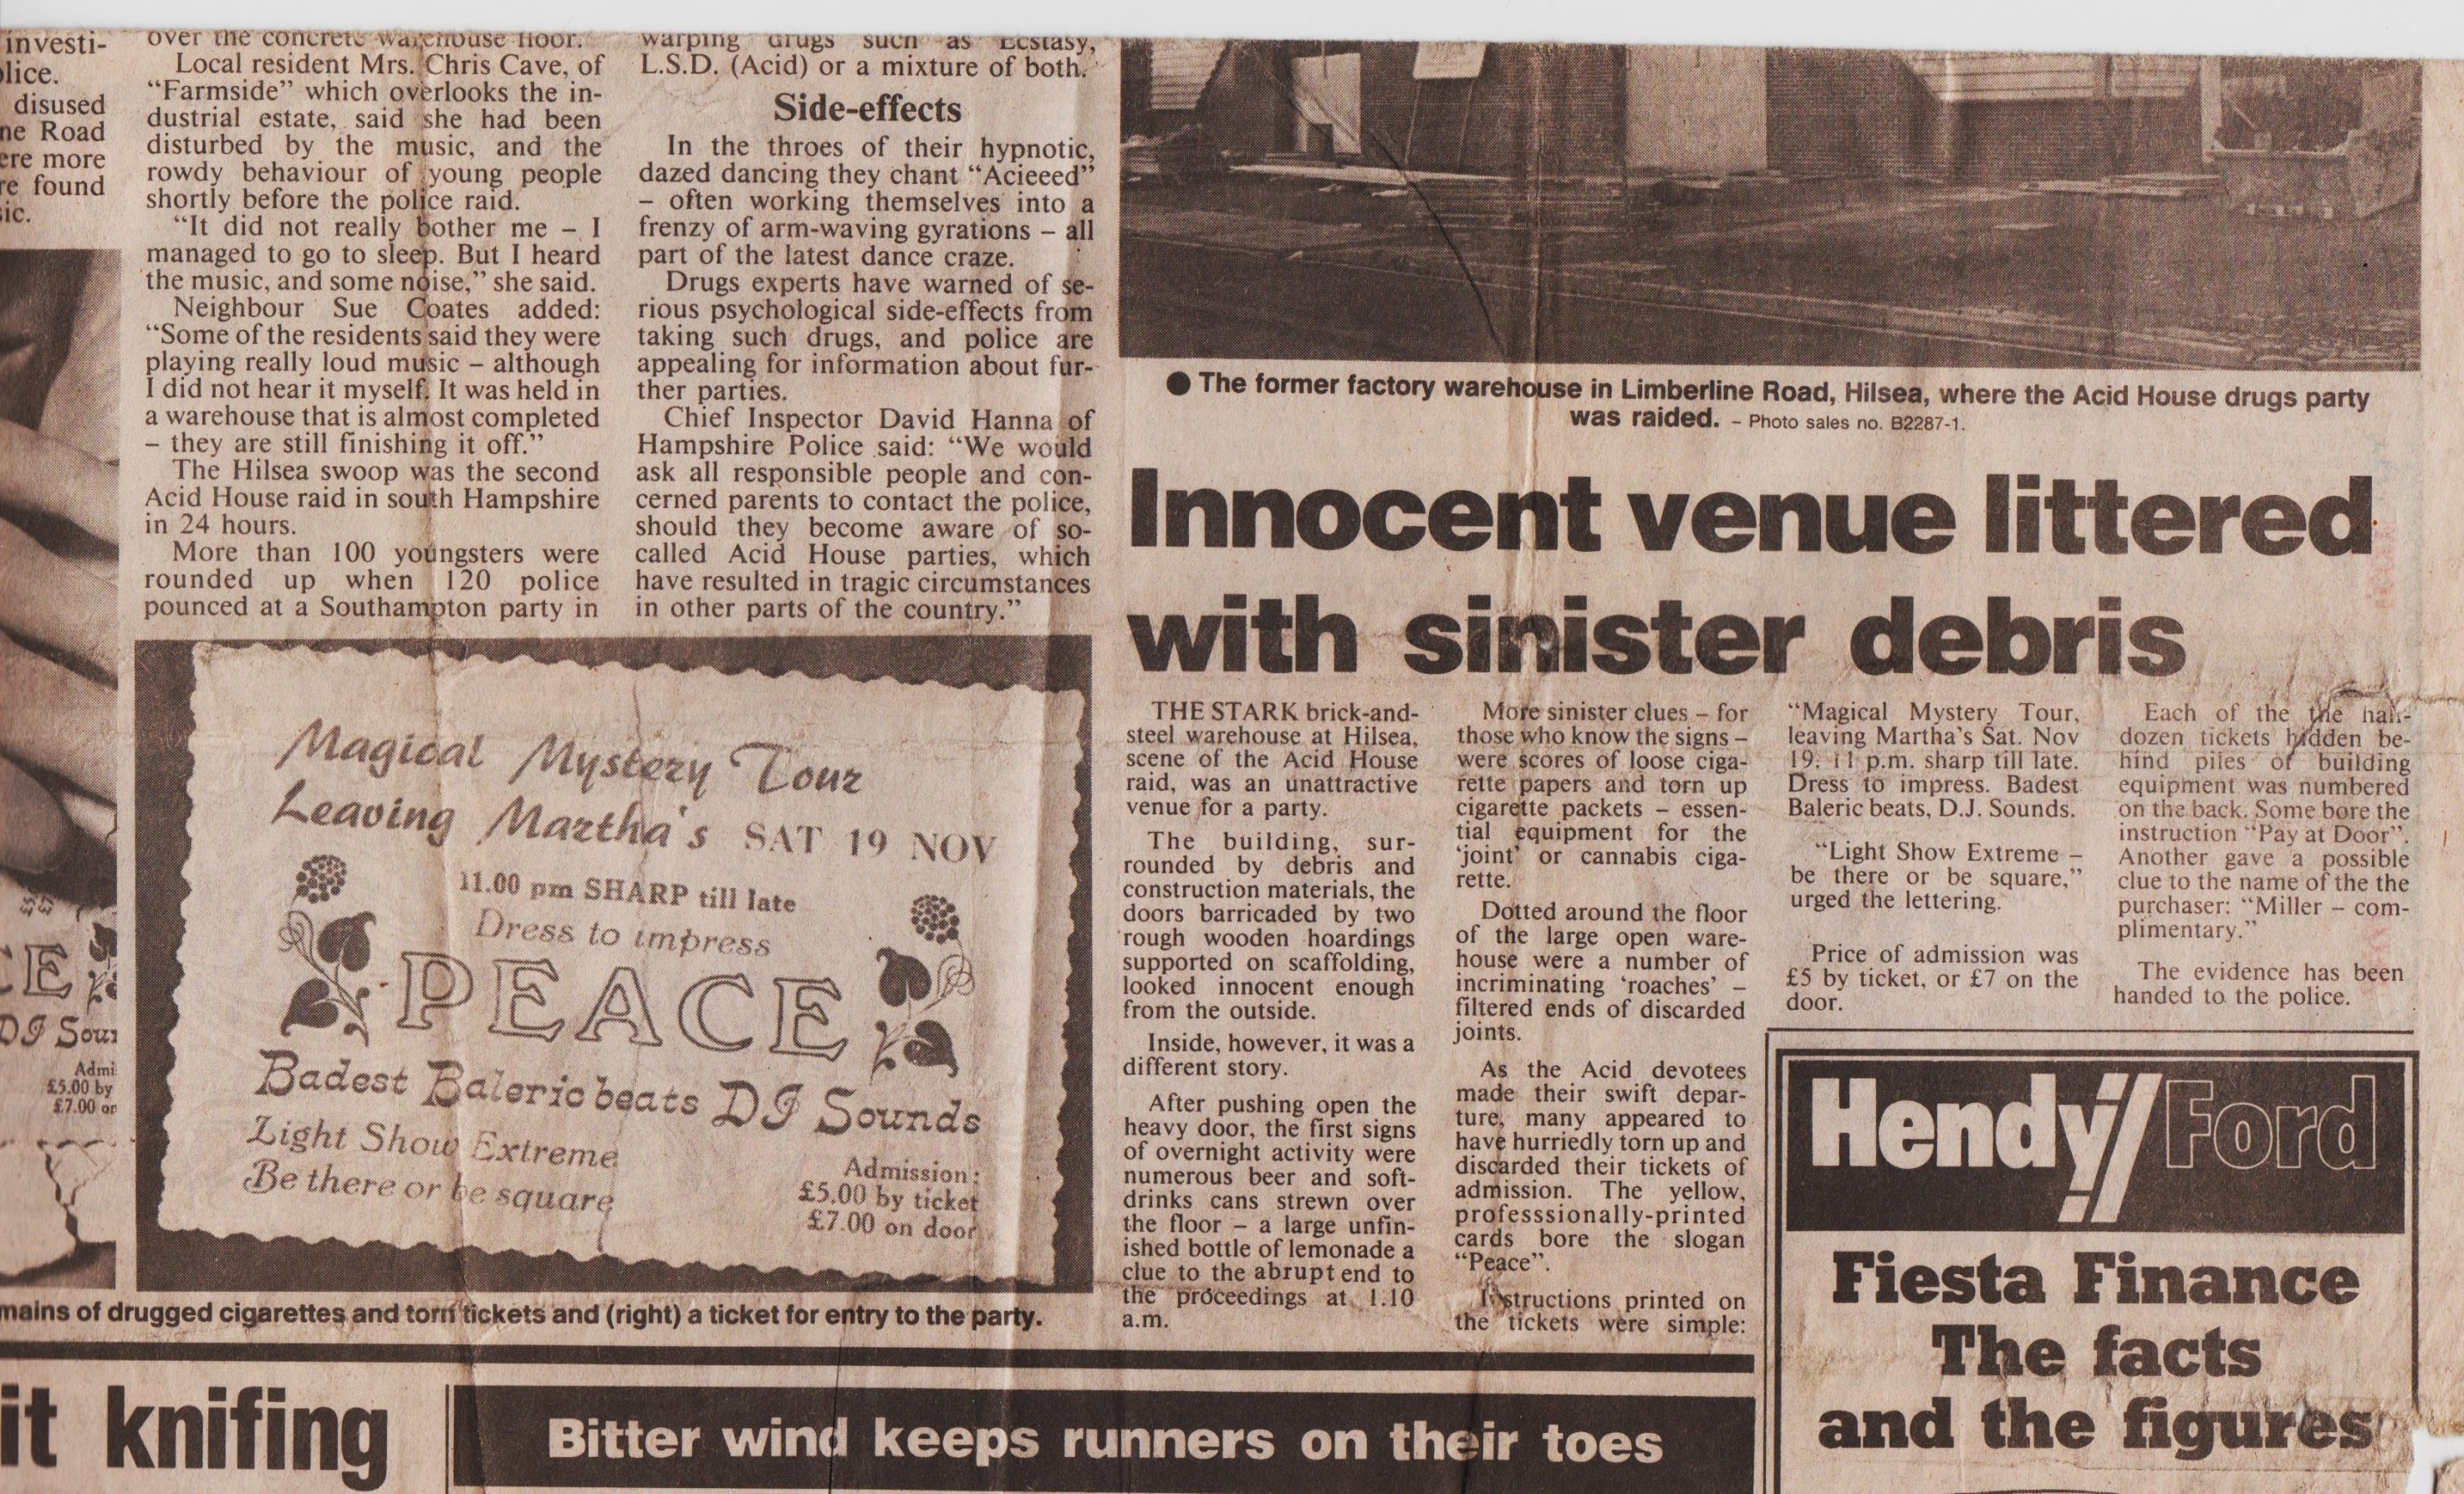 investi-
lice.
disused
ne Road
ere more
re found
sic.
over the concrete warehouse floor.
Local resident Mrs. Chris Cave, of
“Farmside” which overlooks the in-
dustrial estate, said she had been
disturbed by the music, and the
rowdy behaviour of young people
shortly before the police raid.
“It did not really bother me – I
managed to go to sleep. But I heard
the music, and some noise,” she said.
Neighbour Sue Coates added:
“Some of the residents said they were
playing really loud music – although
I did not hear it myself. It was held in
a warehouse that is almost completed
– they are still finishing it off.”
The Hilsea swoop was the second
Acid House raid in south Hampshire
in 24 hours.
More than 100 youngsters were
rounded up when 120 police
pounced at a Southampton party in
warping drugs such as Ecstasy,
L.S.D. (Acid) or a mixture of both.
Side-effects
In the throes of their hypnotic,
dazed dancing they chant “Acieeed”
– often working themselves into a
frenzy of arm-waving gyrations – all
part of the latest dance craze.
Drugs experts have warned of se-
rious psychological side-effects from
taking such drugs, and police are
appealing for information about fur-
ther parties.
Chief Inspector David Hanna of
Hampshire Police said: “We would
ask all responsible people and con-
cerned parents to contact the police,
should they become aware of so-
called Acid House parties, which
have resulted in tragic circumstances
in other parts of the country.”
CE
DJ Soun
Admi
£5.00 by
£7.00 on
Magical Mystery Tour
Leaving Martha's SAT 19 NOV
11.00 pm SHARP till late
Dress to impress
PEACE
Badest Baleric beats DJ Sounds
Light Show Extreme
Be there or be square
Admission:
£5.00 by ticket
£7.00 on door
mains of drugged cigarettes and torn tickets and (right) a ticket for entry to the party.
● The former factory warehouse in Limberline Road, Hilsea, where the Acid House drugs party
was raided. – Photo sales no. B2287-1.
Innocent venue littered
with sinister debris
THE STARK brick-and-
steel warehouse at Hilsea,
scene of the Acid House
raid, was an unattractive
venue for a party.
The building, sur-
rounded by debris and
construction materials, the
doors barricaded by two
rough wooden hoardings
supported on scaffolding,
looked innocent enough
from the outside.
Inside, however, it was a
different story.
After pushing open the
heavy door, the first signs
of overnight activity were
numerous beer and soft-
drinks cans strewn over
the floor – a large unfin-
ished bottle of lemonade a
clue to the abrupt end to
the proceedings at 1.10
a.m.
More sinister clues – for
those who know the signs –
were scores of loose ciga-
rette papers and torn up
cigarette packets – essen-
tial equipment for the
‘joint’ or cannabis ciga-
rette.
Dotted around the floor
of the large open ware-
house were a number of
incriminating ‘roaches’ –
filtered ends of discarded
joints.
As the Acid devotees
made their swift depar-
ture, many appeared to
have hurriedly torn up and
discarded their tickets of
admission. The yellow,
professsionally-printed
cards bore the slogan
“Peace”.
Instructions printed on
the tickets were simple:
“Magical Mystery Tour,
leaving Martha's Sat. Nov
19. 11 p.m. sharp till late.
Dress to impress. Badest
Baleric beats, D.J. Sounds.
“Light Show Extreme –
be there or be square,”
urged the lettering.
Price of admission was
£5 by ticket, or £7 on the
door.
Each of the the half-
dozen tickets hidden be-
hind piles of building
equipment was numbered
on the back. Some bore the
instruction “Pay at Door”.
Another gave a possible
clue to the name of the the
purchaser: “Miller – com-
plimentary.”
The evidence has been
handed to the police.
Hendy Ford
Fiesta Finance
The facts
and the figures
it knifing
Bitter wind keeps runners on their toes